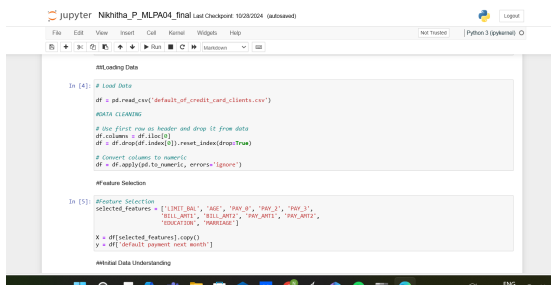 jupyter Nikhitha_P_MLPA04_final Last Checkpoint: 10/28/2024 (autosaved)
Logout
File Edit View Insert Cell Kernel Widgets Help
Not Trusted Python 3 (ipykernel)
Run Markdown
##Loading Data
In [4]: # Load Data
df = pd.read_csv('default_of_credit_card_clients.csv')
#DATA CLEANING
# Use first row as header and drop it from data
df.columns = df.iloc[0]
df = df.drop(df.index[0]).reset_index(drop=True)
# Convert columns to numeric
df = df.apply(pd.to_numeric, errors='ignore')
#Feature Selection
In [5]: #Feature Selection
selected_features = ['LIMIT_BAL', 'AGE', 'PAY_0', 'PAY_2', 'PAY_3',
'BILL_AMT1', 'BILL_AMT2', 'PAY_AMT1', 'PAY_AMT2',
'EDUCATION', 'MARRIAGE']
X = df[selected_features].copy()
y = df['default payment next month']
##Initial Data Understanding
ENG